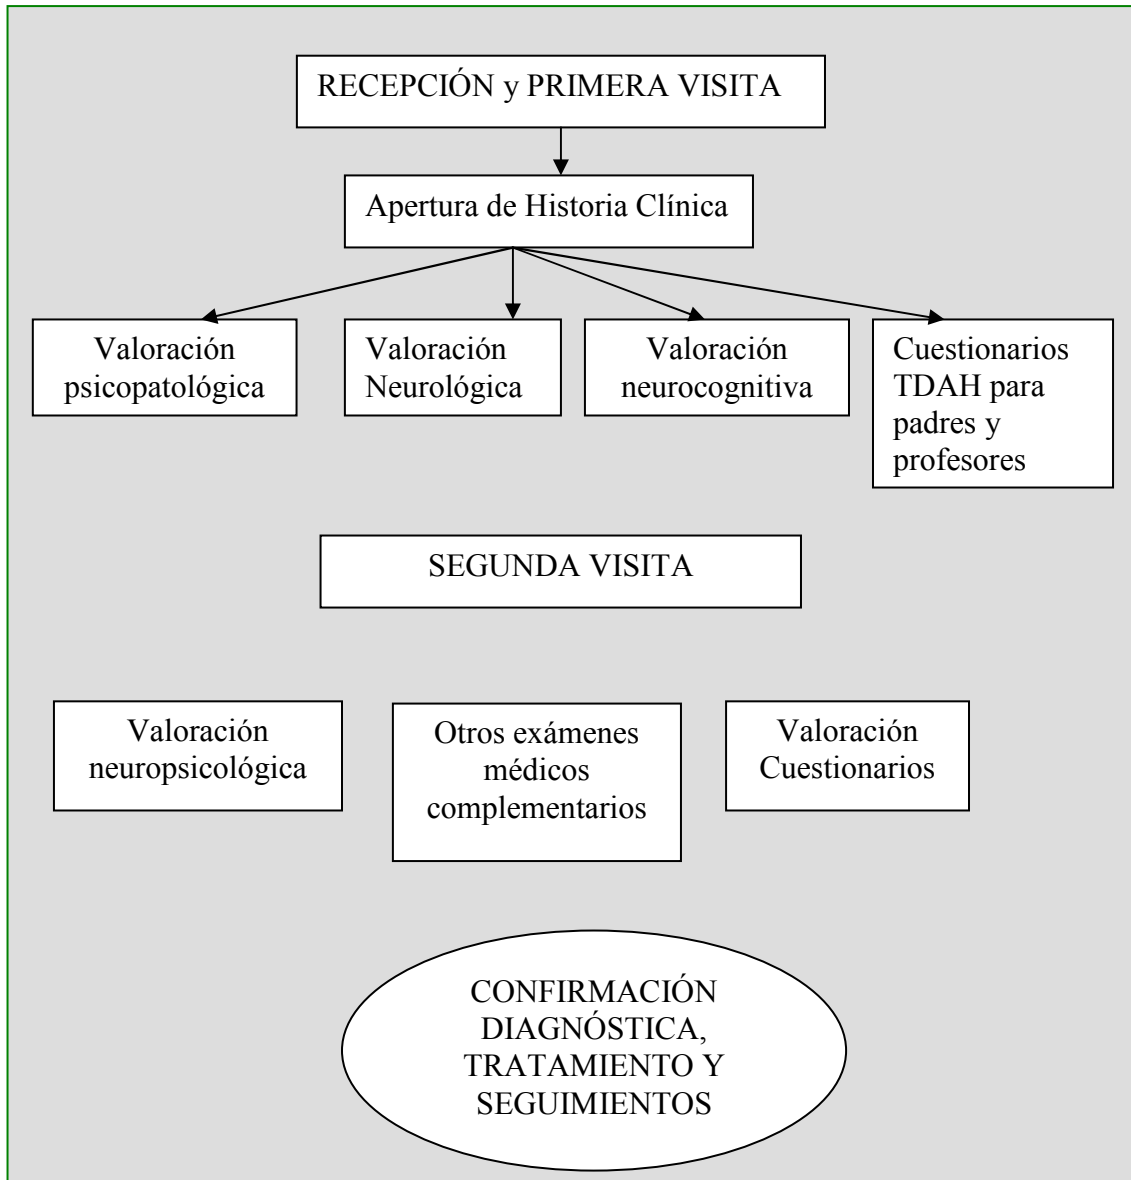 RECEPCIÓN y PRIMERA VISITA
Apertura de Historia Clínica
Valoración
psicopatológica
Valoración
Neurológica
Valoración
neurocognitiva
Cuestionarios
TDAH para
padres y
profesores
SEGUNDA VISITA
Valoración
neuropsicológica
Otros exámenes
médicos
complementarios
Valoración
Cuestionarios
CONFIRMACIÓN
DIAGNÓSTICA,
TRATAMIENTO Y
SEGUIMIENTOS